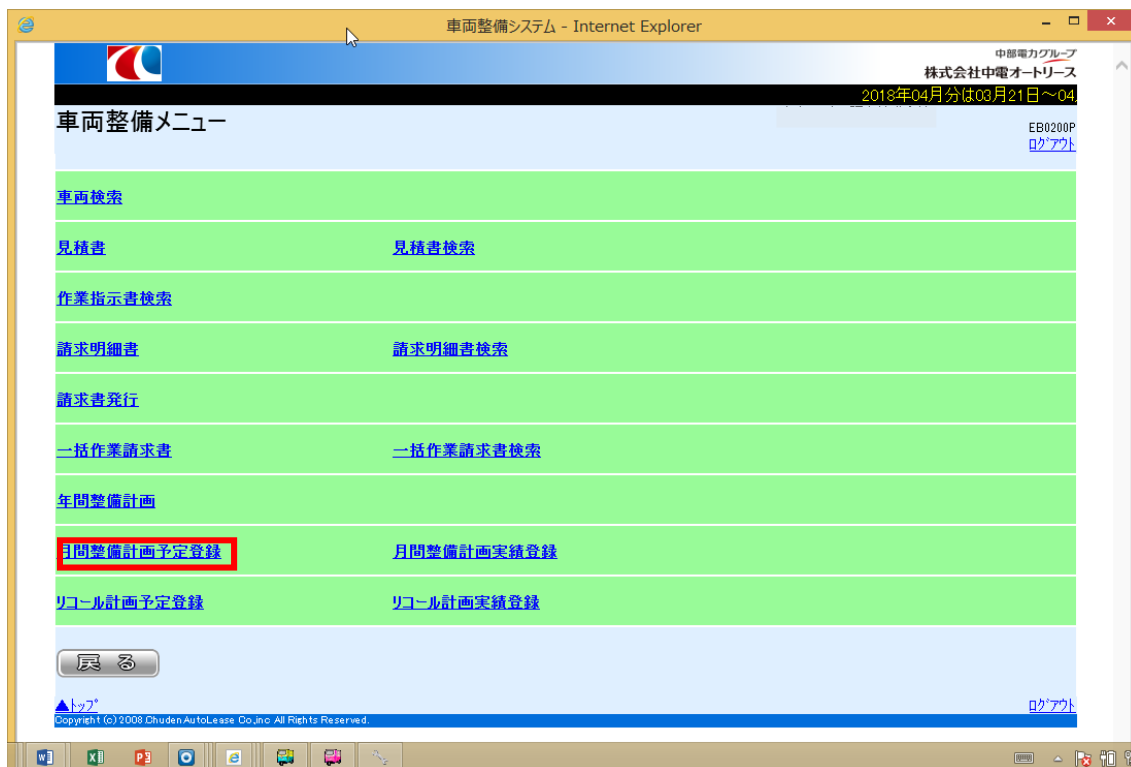 車両整備システム - Internet Explorer
中部電力グループ
株式会社中電オートリース
2018年04月分は03月21日～04
車両整備メニュー
EB0200P
ログアウト
車両検索
見積書 見積書検索
作業指示書検索
請求明細書 請求明細書検索
請求書発行
一括作業請求書 一括作業請求書検索
年間整備計画
月間整備計画予定登録 月間整備計画実績登録
リコール計画予定登録 リコール計画実績登録
戻る
▲トップ ログアウト
Copyright (c) 2008 Chuden AutoLease Co,inc All Rights Reserved.